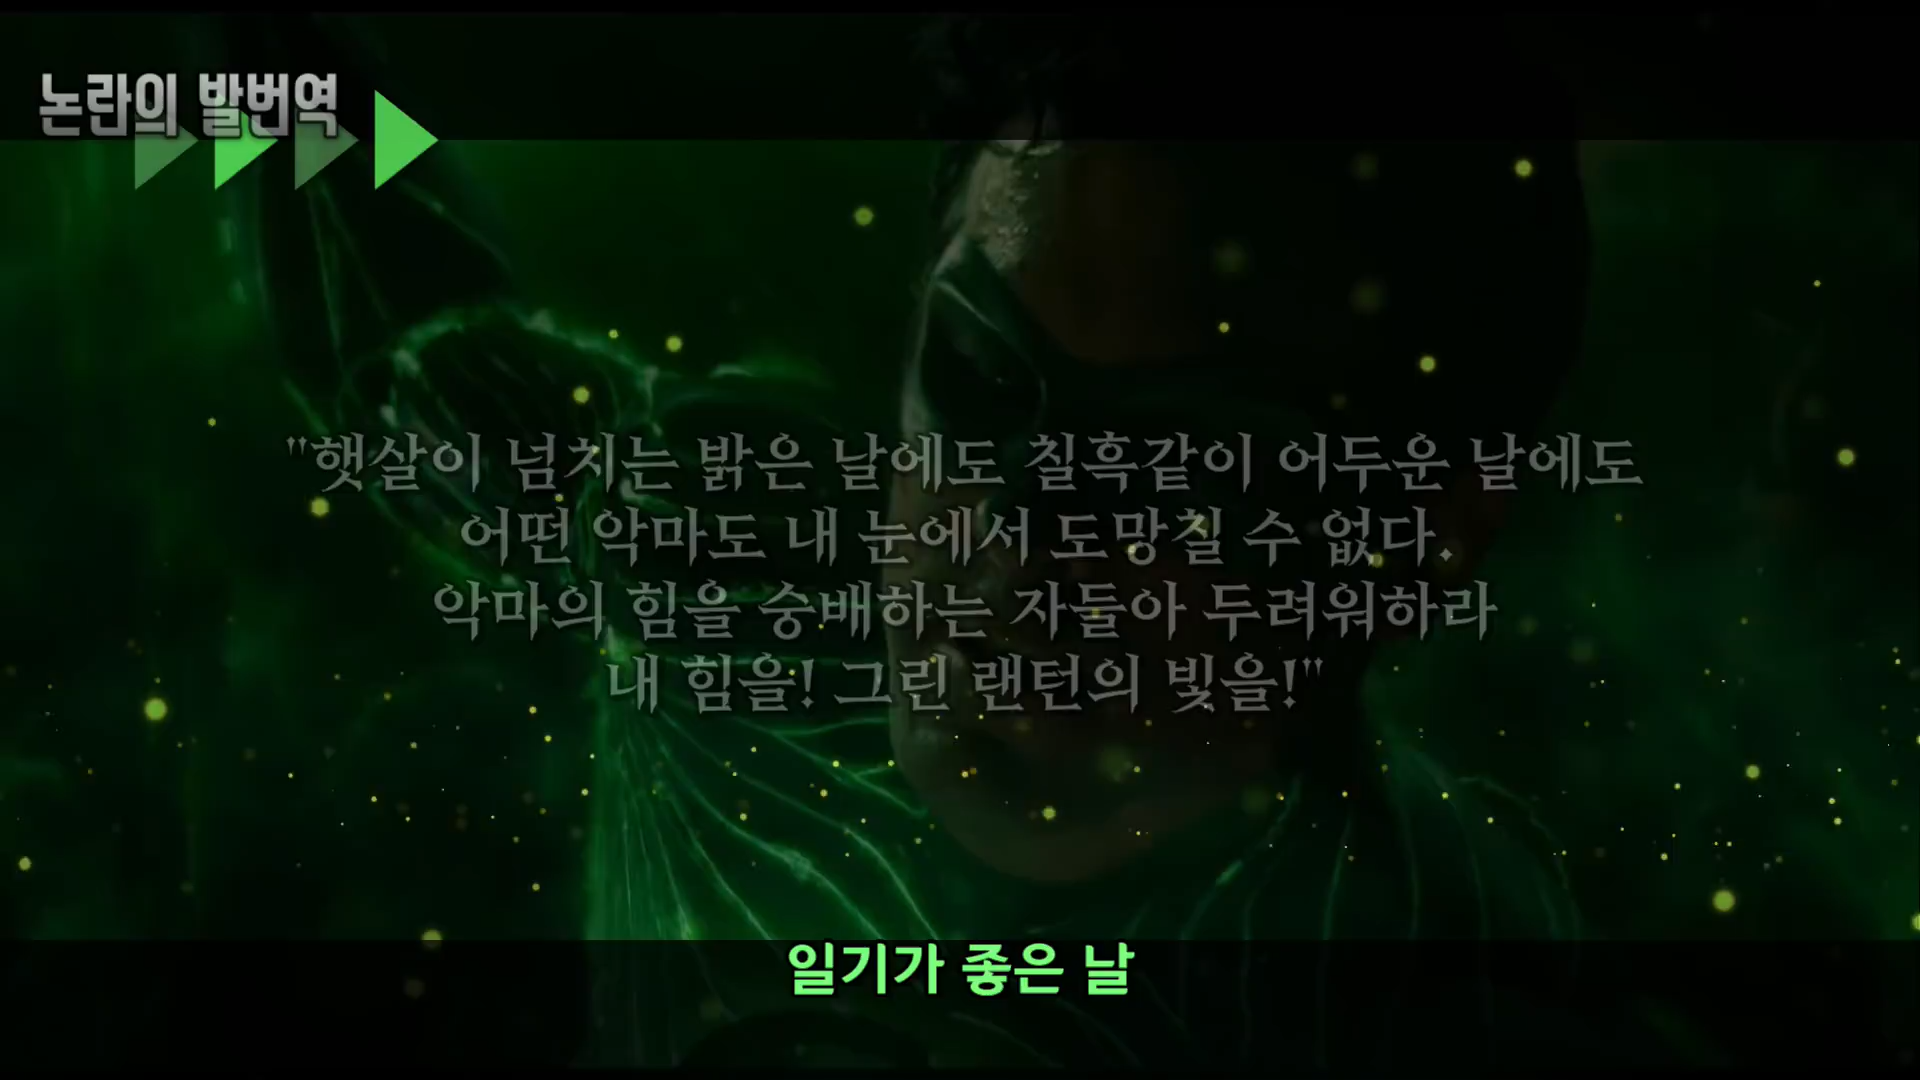 논란의 발번역
"햇살이 넘치는 밝은 날에도 칠흑같이 어두운 날에도
어떤 악마도 내 눈에서 도망칠 수 없다.
악마의 힘을 숭배하는 자들아 두려워하라
내 힘을! 그린 랜턴의 빛을!"
일기가 좋은 날